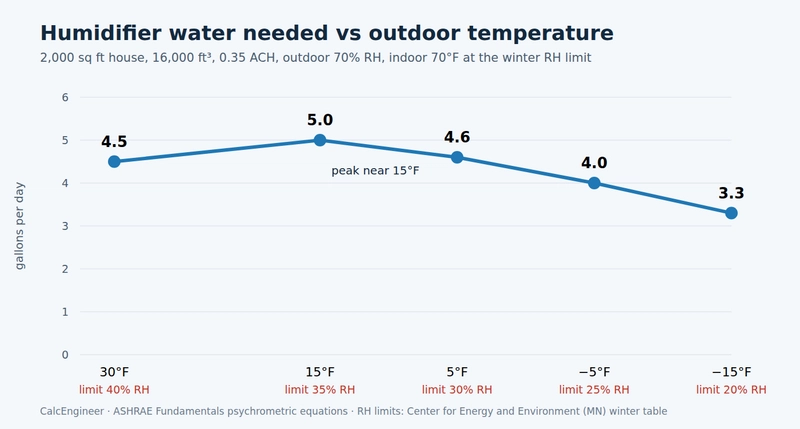 Humidifier water needed vs outdoor temperature
2,000 sq ft house, 16,000 ft³, 0.35 ACH, outdoor 70% RH, indoor 70°F at the winter RH limit
6
5
4
3
2
1
0
gallons per day
4.5
5.0
4.6
4.0
3.3
peak near 15°F
30°F 15°F 5°F −5°F −15°F
limit 40% RH limit 35% RH limit 30% RH limit 25% RH limit 20% RH
CalcEngineer · ASHRAE Fundamentals psychrometric equations · RH limits: Center for Energy and Environment (MN) winter table